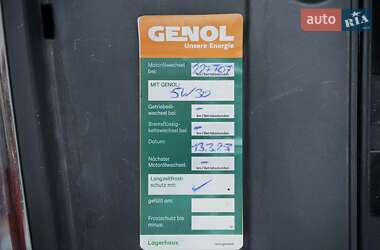 GENOL
Unsere Energie
auto RIA.com
Motorölwechsel
bei:
km/Betriebsstunden
MIT GENOL:
5W30
Getriebeöl-
wechsel bei: -
km/Betriebsstunden
Bremsflüssig-
keitswechsel bei: -
km/Betriebsstunden
Datum:
Nächster
Motorölwechsel: -
km/Betriebsstunden
Langzeitfrost-
schutz mit: ✓
gefüllt am:
Frostschutz bis
minus:
Lagerhaus